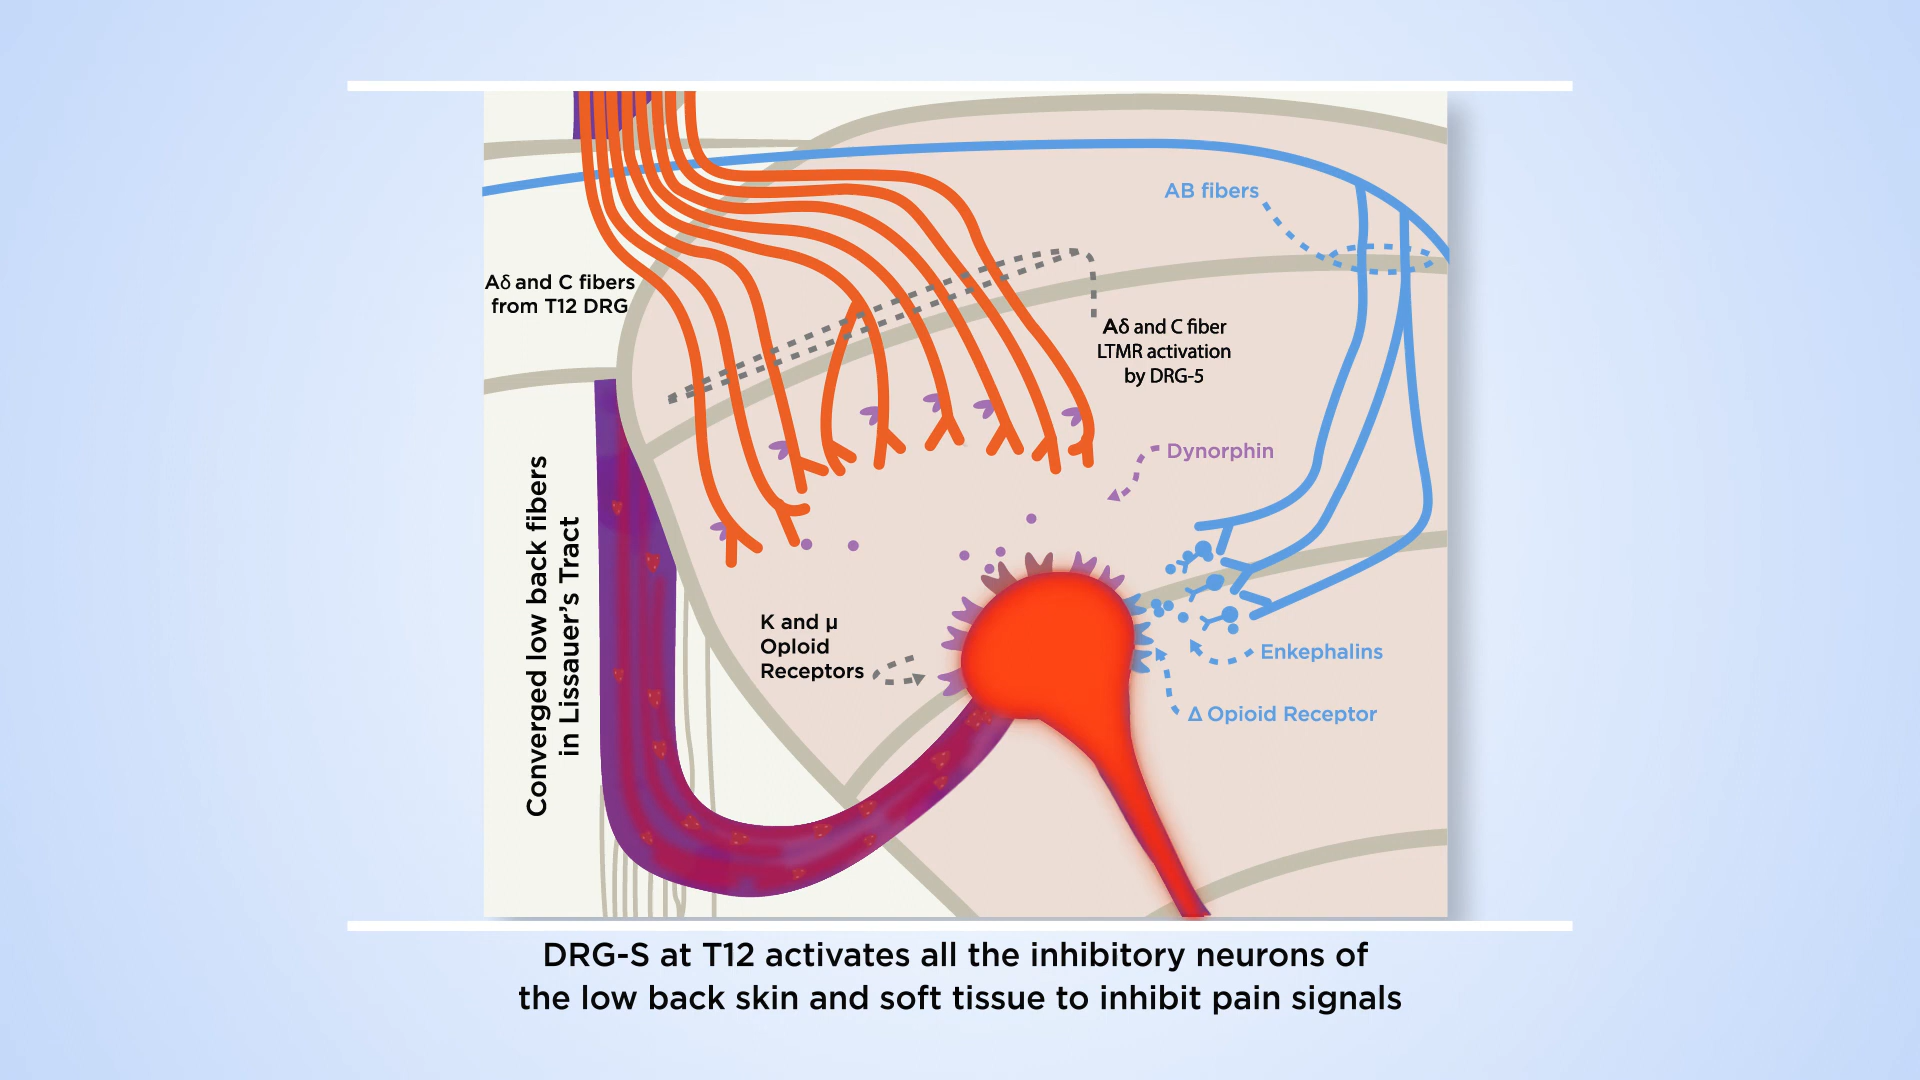 AB fibers
Aδ and C fibers
from T12 DRG
Aδ and C fiber
LTMR activation
by DRG-5
Dynorphin
Converged low back fibers
in Lissauer's Tract
K and μ
Oploid
Receptors
Enkephalins
Δ Opioid Receptor
DRG-S at T12 activates all the inhibitory neurons of
the low back skin and soft tissue to inhibit pain signals